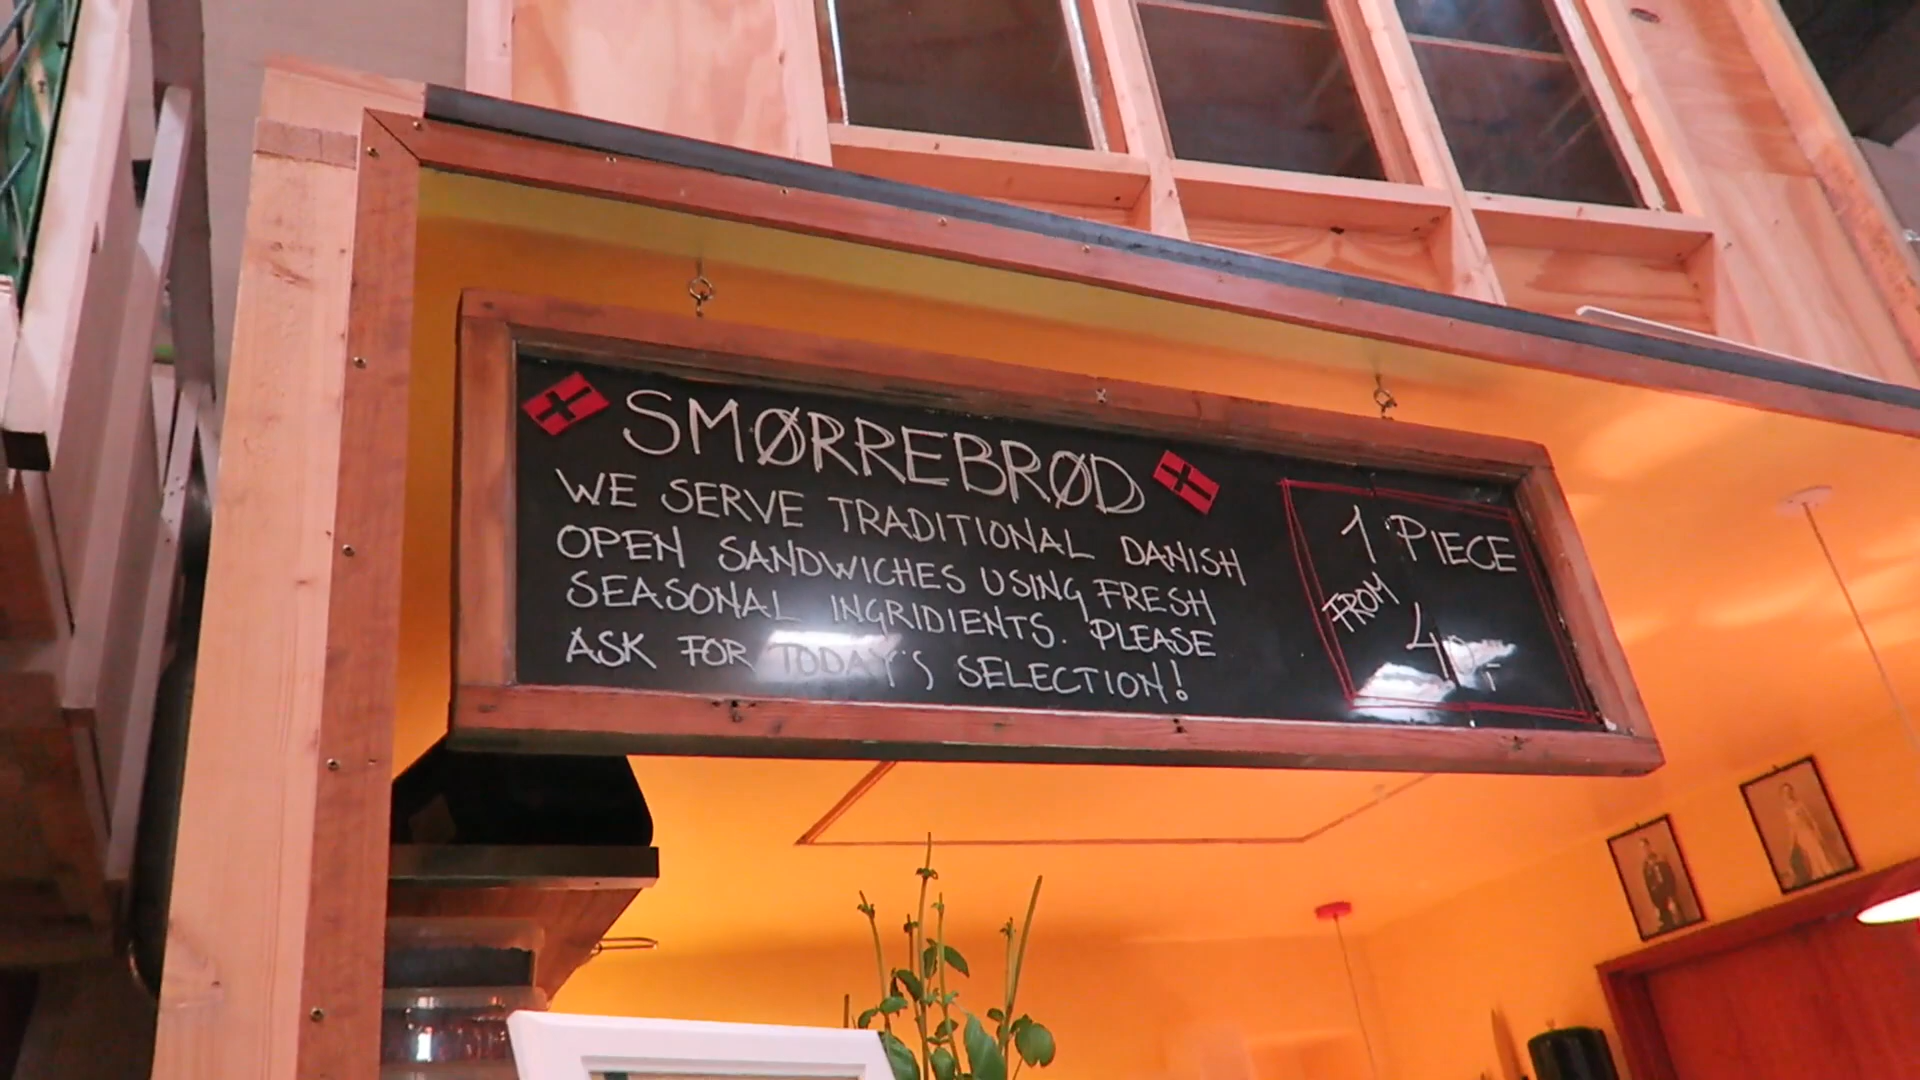 SMØRREBRØD
WE SERVE TRADITIONAL DANISH
OPEN SANDWICHES USING FRESH
SEASONAL INGRIDIENTS. PLEASE
ASK FOR TODAY'S SELECTION!
1 PIECE
FROM
40,-